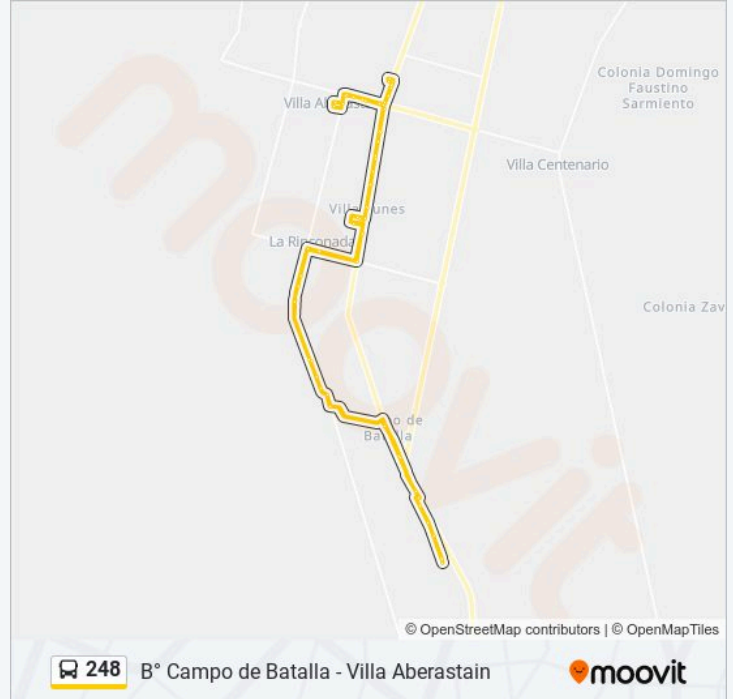 Colonia Domingo
Faustino
Sarmiento
Villa Centenario
La Rinconada
Colonia Zav
moovit
© OpenStreetMap contributors | © OpenMapTiles
248 B° Campo de Batalla - Villa Aberastain
moovit